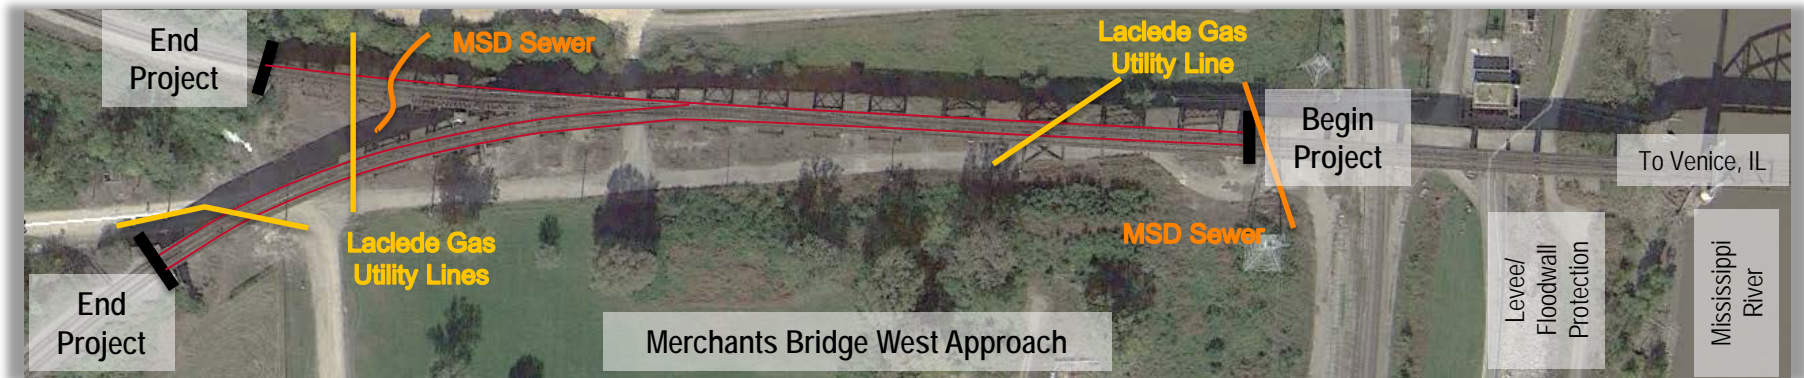 End
Project
MSD Sewer
Laclede Gas
Utility Line
Begin
Project
To Venice, IL
MSD Sewer
Laclede Gas
Utility Lines
End
Project
Merchants Bridge West Approach
Levee/
Floodwall
Protection
Mississippi
River